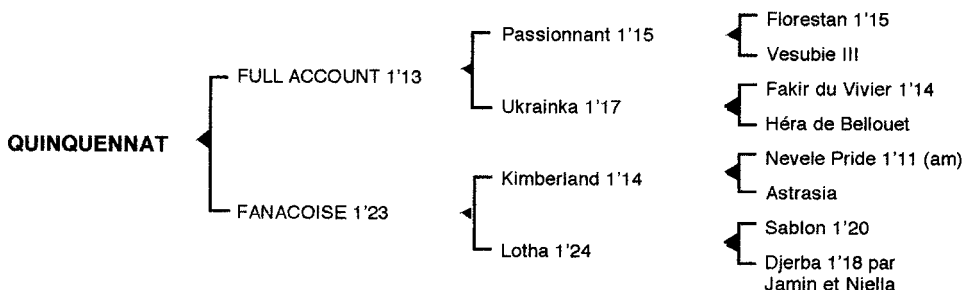 Florestan 1'15
Passionnant 1'15
Vesubie III
FULL ACCOUNT 1'13
Fakir du Vivier 1'14
Ukrainka 1'17
Héra de Bellouet
QUINQUENNAT
Nevele Pride 1'11 (am)
Kimberland 1'14
Astrasia
FANACOISE 1'23
Sablon 1'20
Lotha 1'24
Djerba 1'18 par
Jamin et Niella